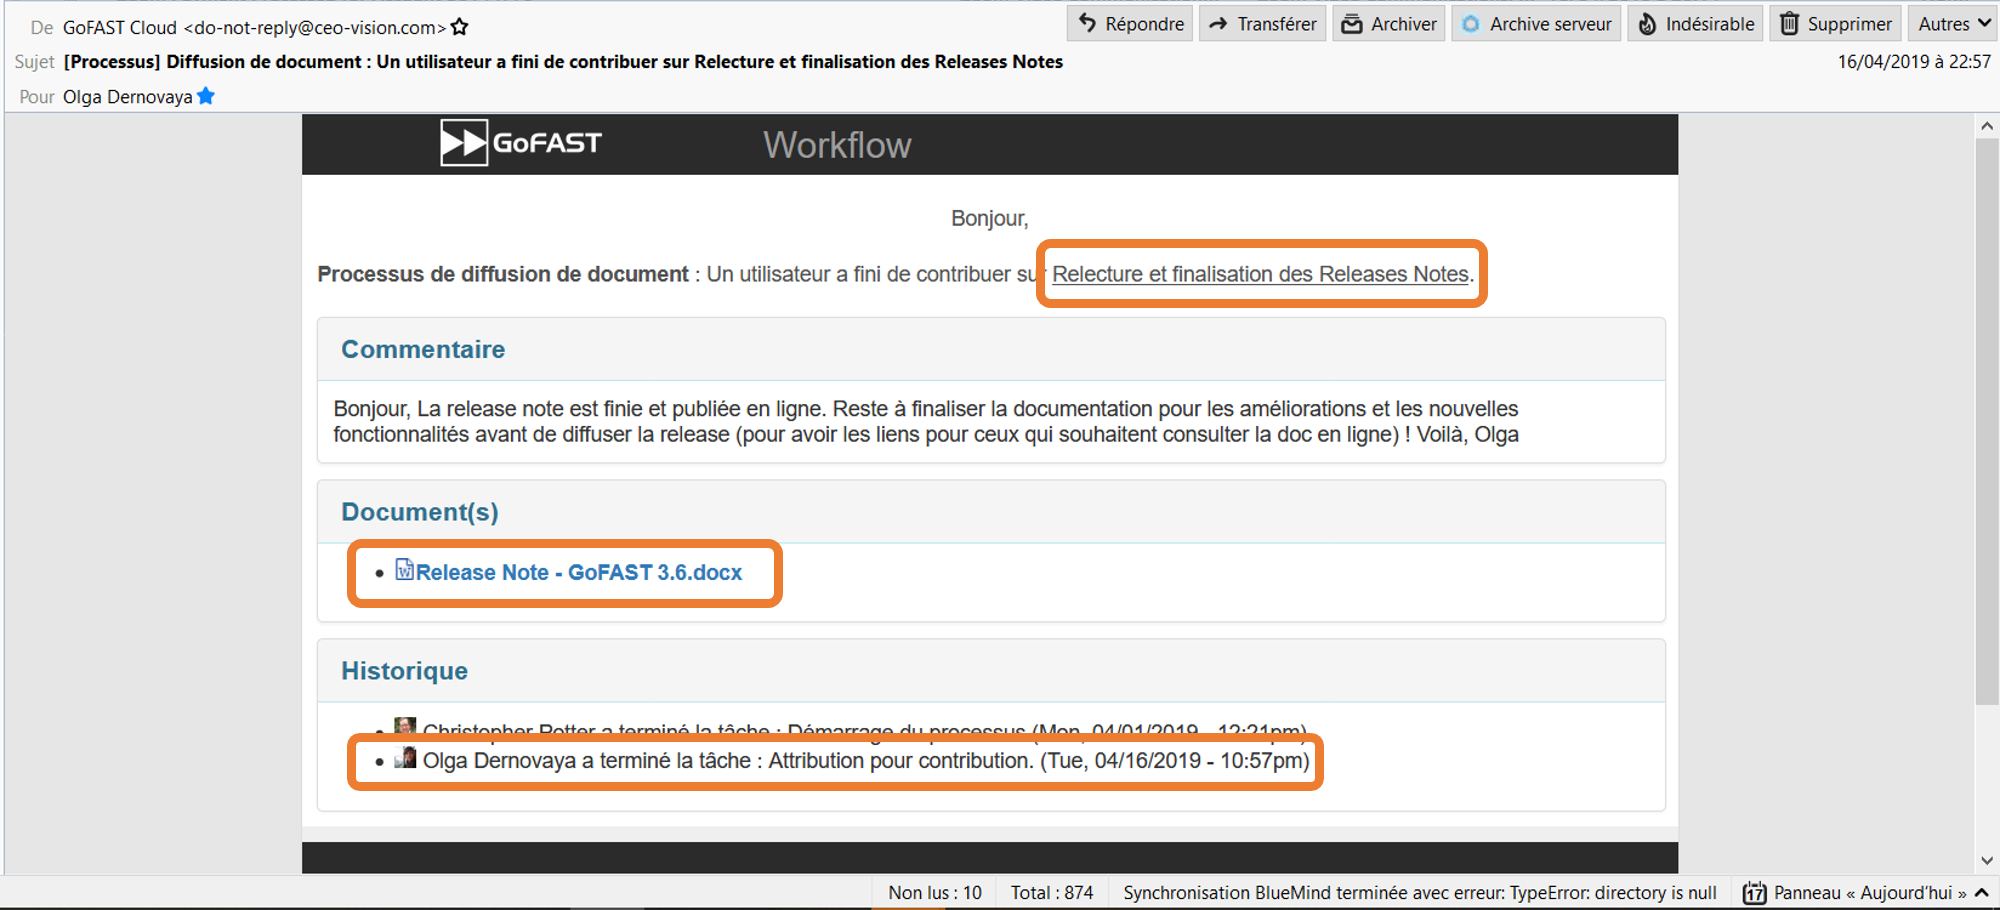 De GoFAST Cloud <do-not-reply@ceo-vision.com>
Répondre Transférer Archiver Archive serveur Indésirable Supprimer Autres
Sujet [Processus] Diffusion de document : Un utilisateur a fini de contribuer sur Relecture et finalisation des Releases Notes
16/04/2019 à 22:57
Pour Olga Dernovaya
GoFAST Workflow
Bonjour,
Processus de diffusion de document : Un utilisateur a fini de contribuer sur Relecture et finalisation des Releases Notes.
Commentaire
Bonjour, La release note est finie et publiée en ligne. Reste à finaliser la documentation pour les améliorations et les nouvelles
fonctionnalités avant de diffuser la release (pour avoir les liens pour ceux qui souhaitent consulter la doc en ligne) ! Voilà, Olga
Document(s)
• Release Note - GoFAST 3.6.docx
Historique
• Christopher Potter a terminé la tâche : Démarrage du processus (Mon, 04/01/2019 - 12:21pm)
• Olga Dernovaya a terminé la tâche : Attribution pour contribution. (Tue, 04/16/2019 - 10:57pm)
Non lus : 10 Total : 874 Synchronisation BlueMind terminée avec erreur: TypeError: directory is null 17 Panneau « Aujourd'hui »